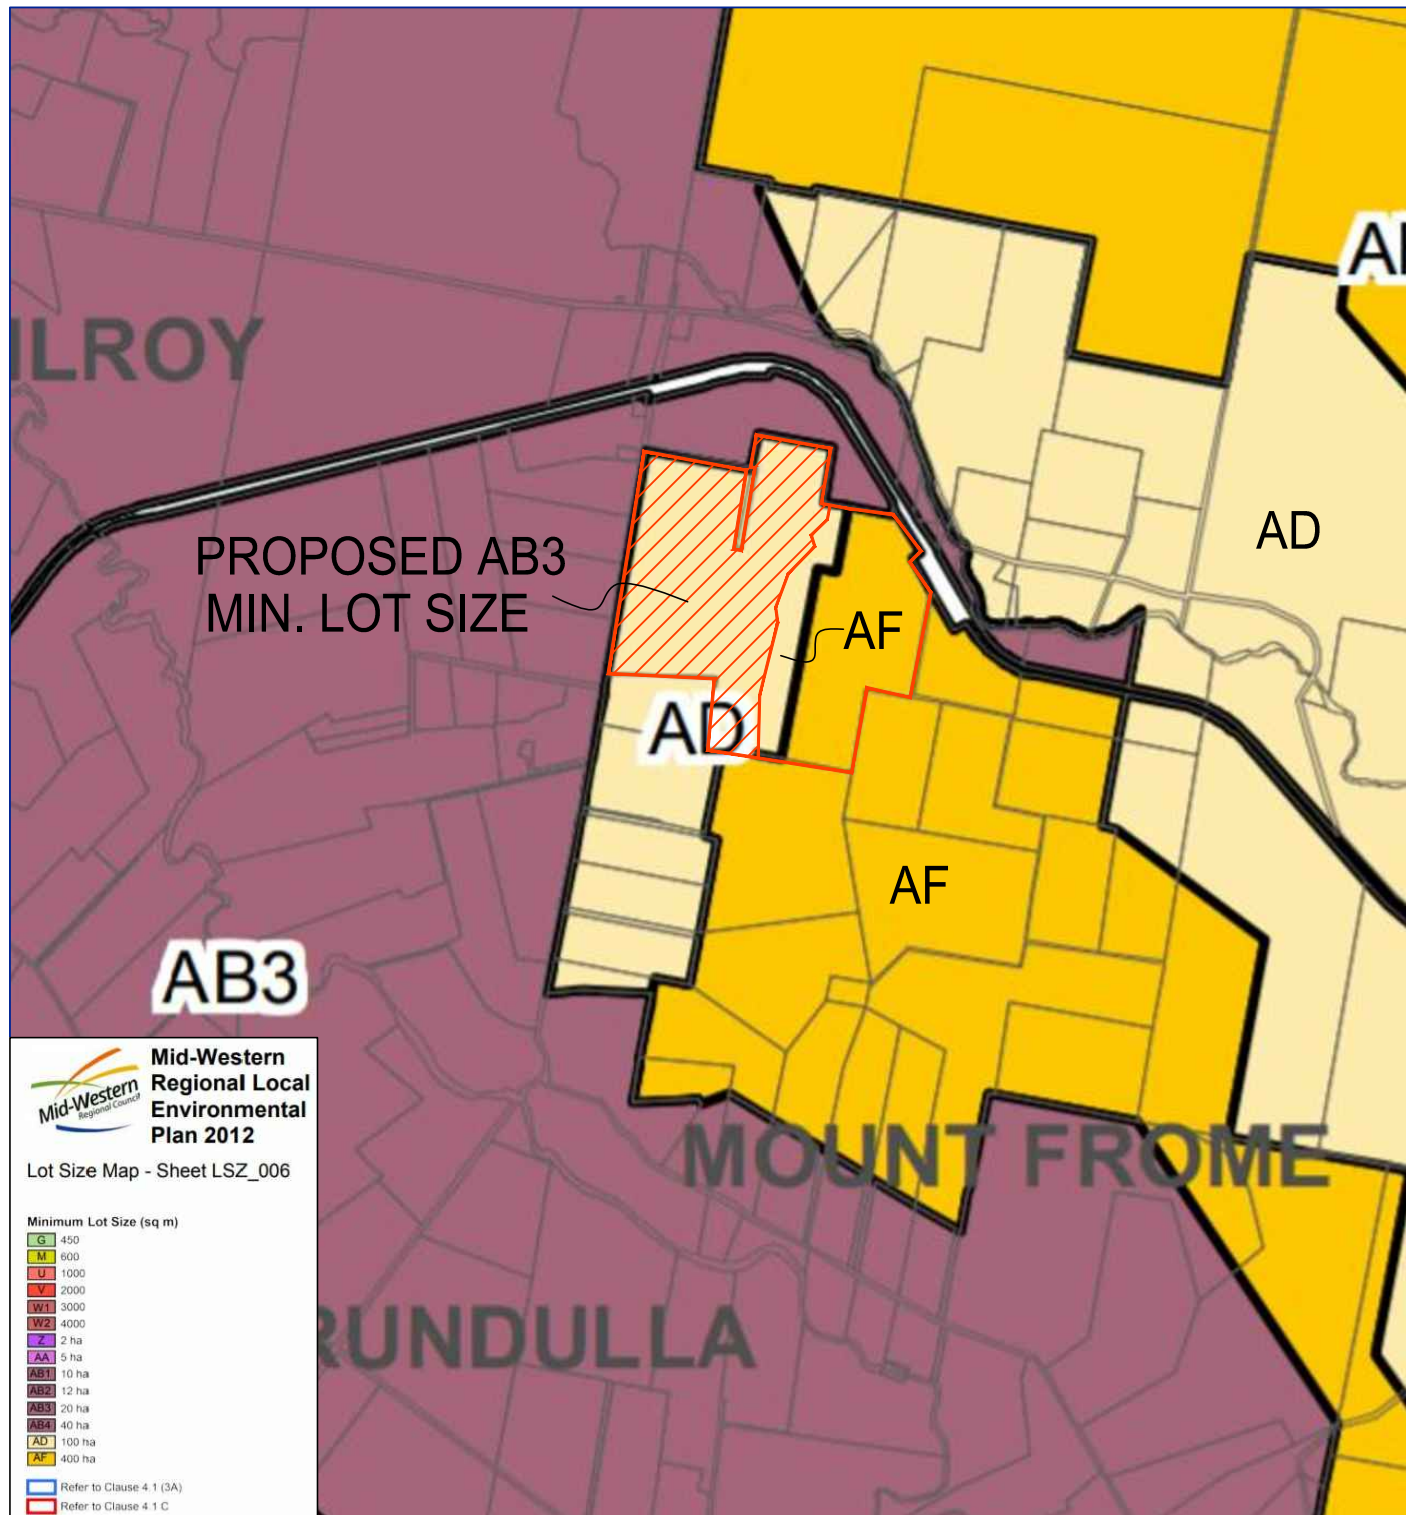 ILROY
PROPOSED AB3
MIN. LOT SIZE
AF
AD
AD
AF
AB3
MOUNT FROME
RUNDULLA
Mid-Western
Regional Council
Mid-Western
Regional Local
Environmental
Plan 2012
Lot Size Map - Sheet LSZ_006
Minimum Lot Size (sq m)
G 450
M 600
U 1000
V 2000
W1 3000
W2 4000
Z 2 ha
AA 5 ha
AB1 10 ha
AB2 12 ha
AB3 20 ha
AB4 40 ha
AD 100 ha
AF 400 ha
Refer to Clause 4.1 (3A)
Refer to Clause 4.1 C